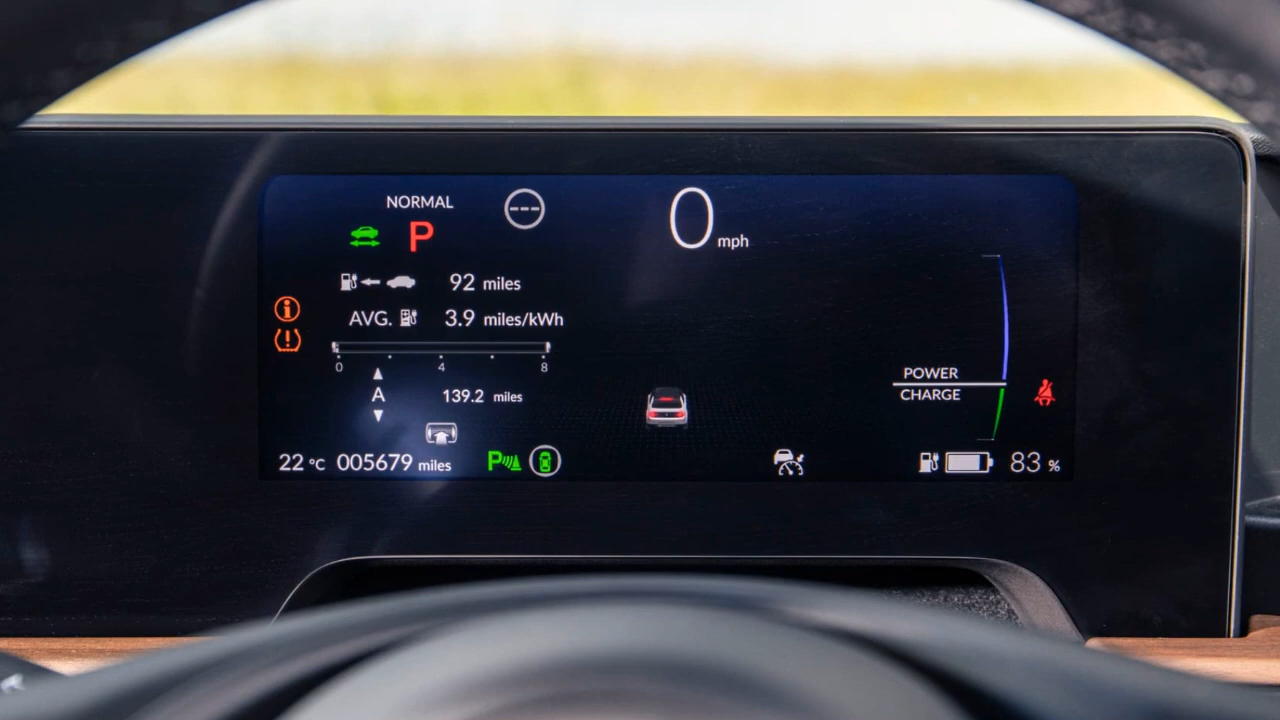 NORMAL
P
---
0 mph
92 miles
AVG. 3.9 miles/kWh
0 4 8
A 139.2 miles
POWER
CHARGE
22 °C 005679 miles P 83 %